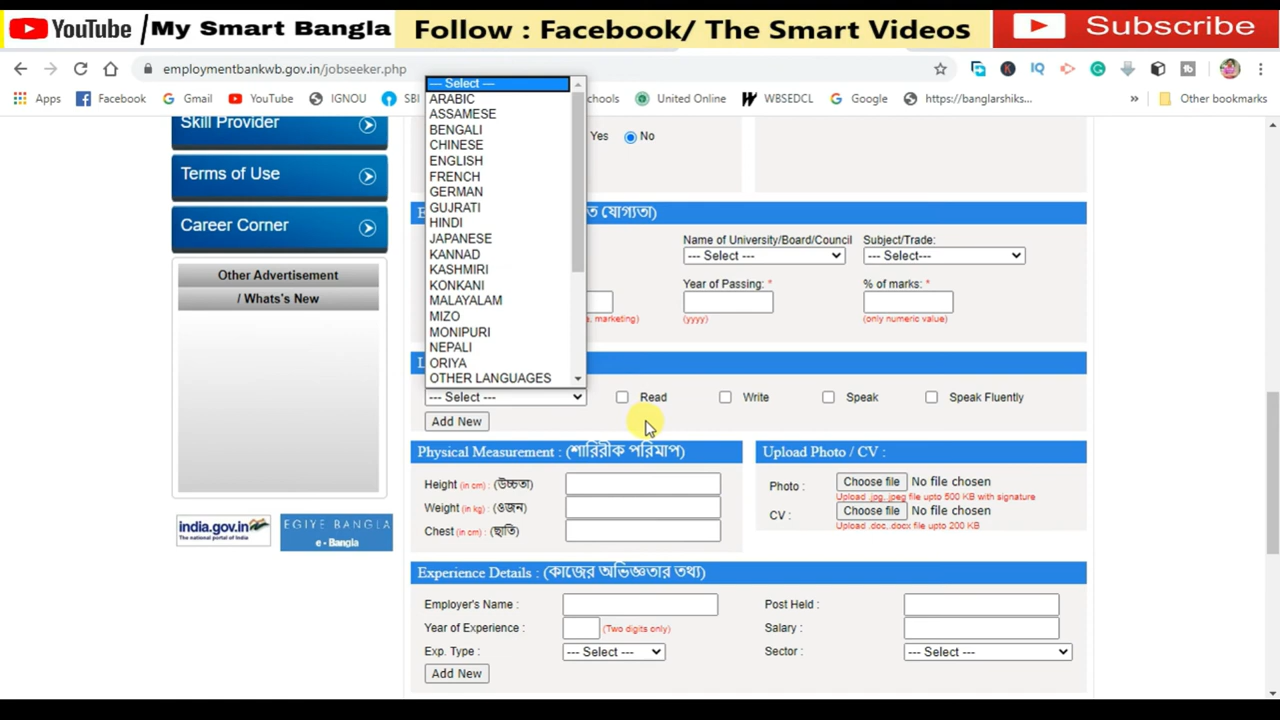 YouTube /My Smart Bangla Follow : Facebook/ The Smart Videos Subscribe
employmentbankwb.gov.in/jobseeker.php
Apps Facebook Gmail YouTube IGNOU SBI chools United Online WBSEDCL Google https://banglarshiks... » Other bookmarks
Skill Provider
Terms of Use
Career Corner
Other Advertisement
/ Whats's New
india.gov.in
The national portal of India
EGIYE BANGLA
e - Bangla
--- Select ---
ARABIC
ASSAMESE
BENGALI
CHINESE
ENGLISH
FRENCH
GERMAN
GUJRATI
HINDI
JAPANESE
KANNAD
KASHMIRI
KONKANI
MALAYALAM
MIZO
MONIPURI
NEPALI
ORIYA
OTHER LANGUAGES
Yes No
E ত যোগ্যতা)
Name of University/Board/Council Subject/Trade:
--- Select --- --- Select---
Year of Passing: * % of marks: *
e, marketing) (yyyy) (only numeric value)
L
--- Select --- Read Write Speak Speak Fluently
Add New
Physical Measurement : (শারিরীক পরিমাপ)
Height (in cm) : (উচ্চতা)
Weight (in kg) : (ওজন)
Chest (in cm) : (ছাতি)
Upload Photo / CV :
Photo : Choose file No file chosen
Upload .jpg,.jpeg file upto 500 KB with signature
CV : Choose file No file chosen
Upload .doc,.docx file upto 200 KB
Experience Details : (কাজের অভিজ্ঞতার তথ্য)
Employer's Name : Post Held :
Year of Experience : (Two digits only) Salary :
Exp. Type : --- Select --- Sector : --- Select ---
Add New